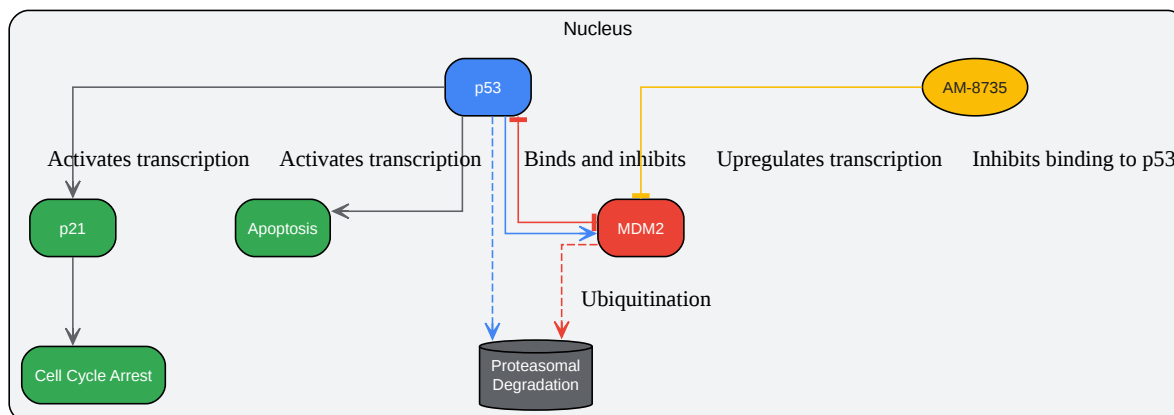 Nucleus
p53
AM-8735
Activates transcription
Activates transcription
Binds and inhibits
Upregulates transcription
Inhibits binding to p53
p21
Apoptosis
MDM2
Ubiquitination
Cell Cycle Arrest
Proteasomal
Degradation